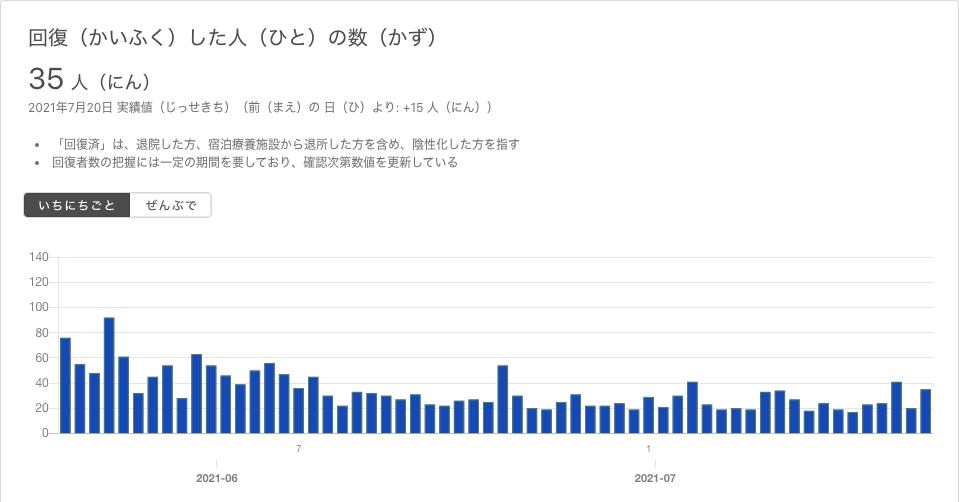 回復（かいふく）した人（ひと）の数（かず）
35 人（にん）
2021年7月20日 実績値（じっせきち）（前（まえ）の 日（ひ）より: +15 人（にん））
• 「回復済」は、退院した方、宿泊療養施設から退所した方を含め、陰性化した方を指す
• 回復者数の把握には一定の期間を要しており、確認次第数値を更新している
いちにちごと ぜんぶで
140
120
100
80
60
40
20
0
7 1
2021-06 2021-07